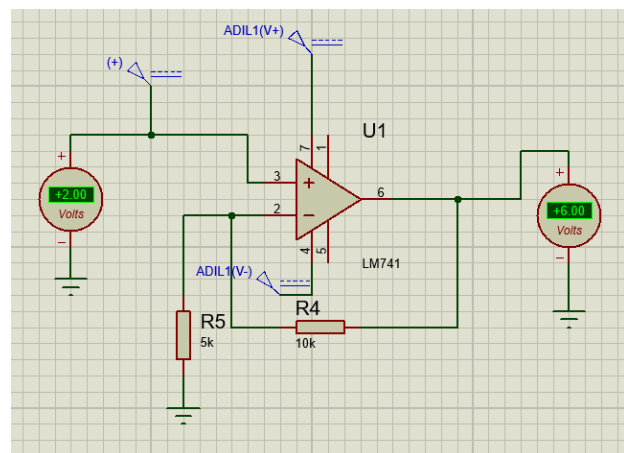 ADIL1(V+)
(+)
U1
7
1
+
+2.00
Volts
−
3
+
2
−
6
4
5
LM741
+
+6.00
Volts
−
ADIL1(V-)
R5
5k
R4
10k